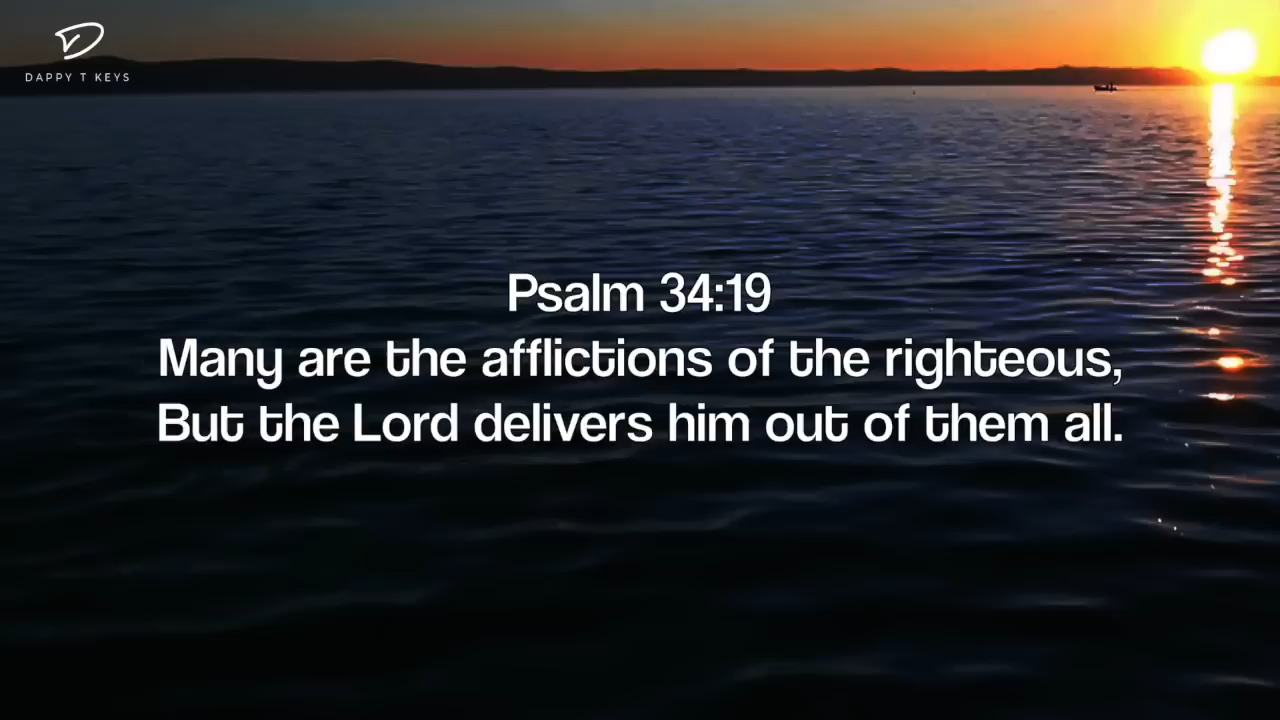 DAPPY T KEYS
Psalm 34:19
Many are the afflictions of the righteous,
But the Lord delivers him out of them all.